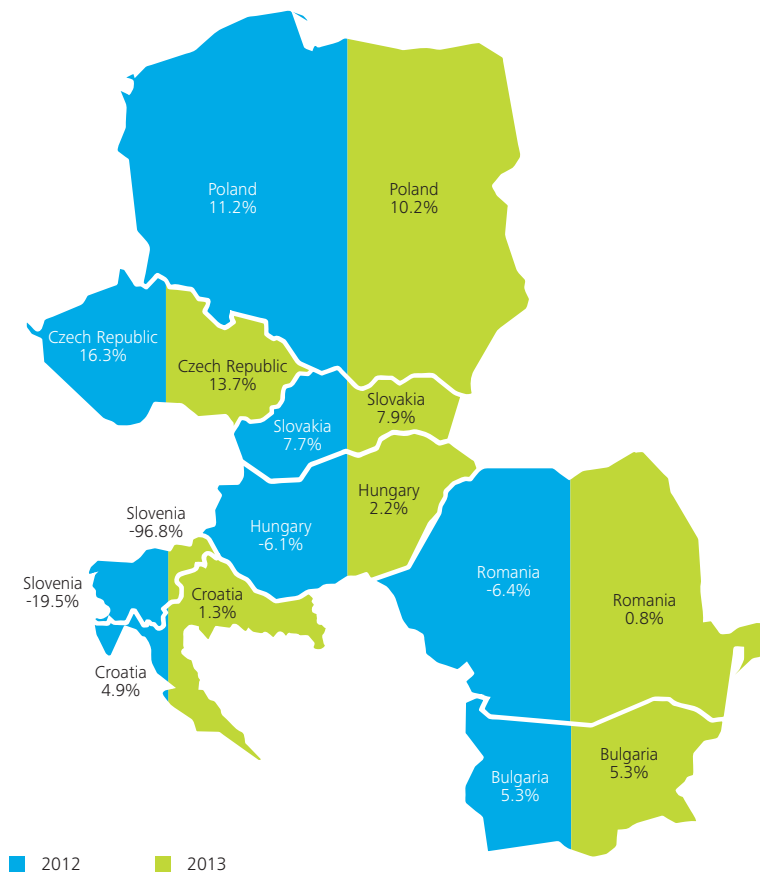 Poland
11.2%
Poland
10.2%
Czech Republic
16.3%
Czech Republic
13.7%
Slovakia
7.9%
Slovakia
7.7%
Hungary
2.2%
Slovenia
-96.8%
Hungary
-6.1%
Slovenia
-19.5%
Croatia
1.3%
Romania
-6.4%
Romania
0.8%
Croatia
4.9%
Bulgaria
5.3%
Bulgaria
5.3%
2012
2013